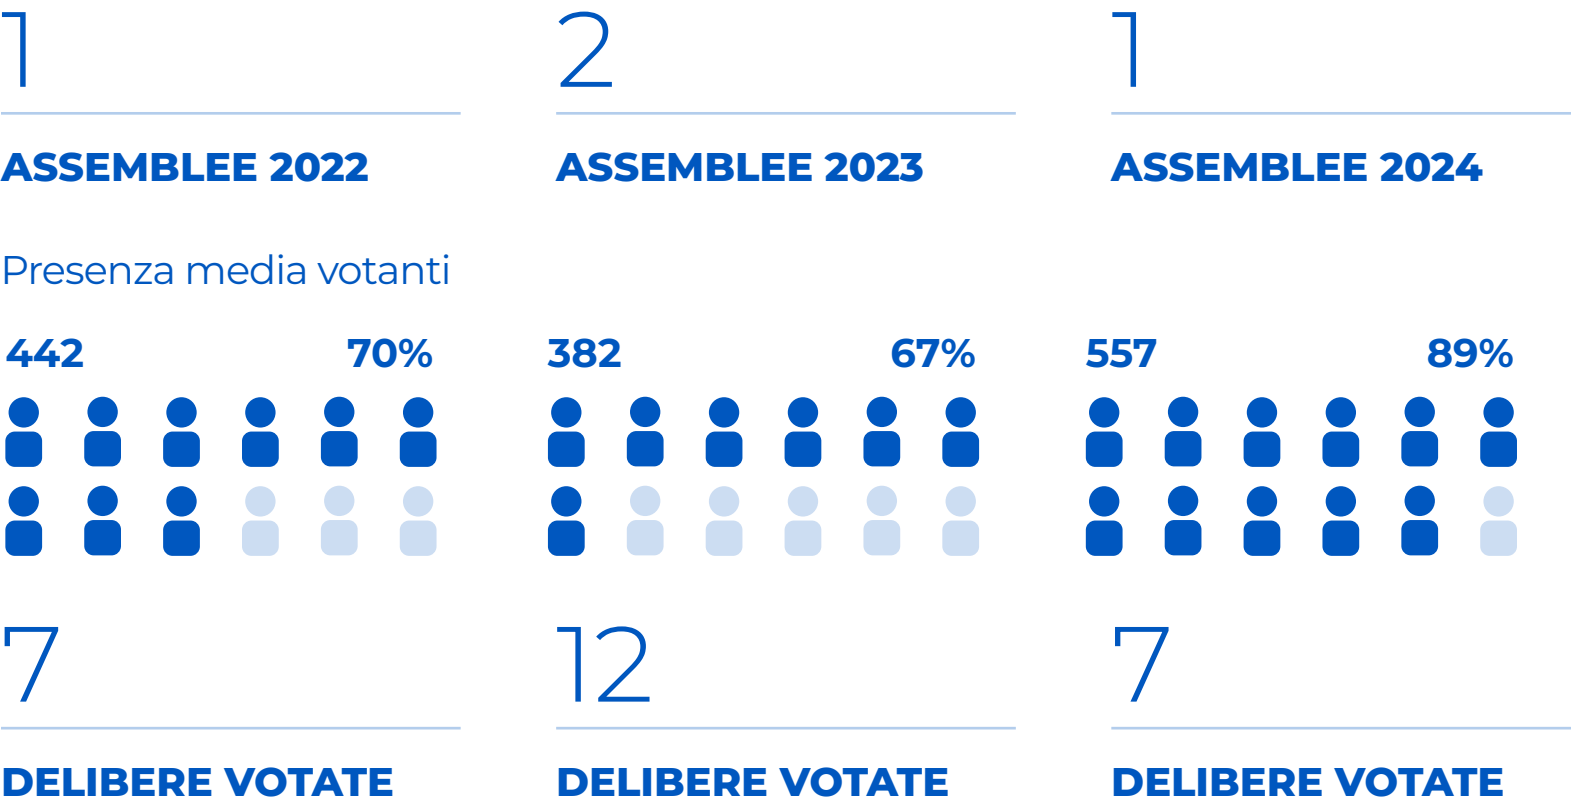 1
ASSEMBLEE 2022
2
ASSEMBLEE 2023
1
ASSEMBLEE 2024
Presenza media votanti
442 70%
382 67%
557 89%
7
DELIBERE VOTATE
12
DELIBERE VOTATE
7
DELIBERE VOTATE